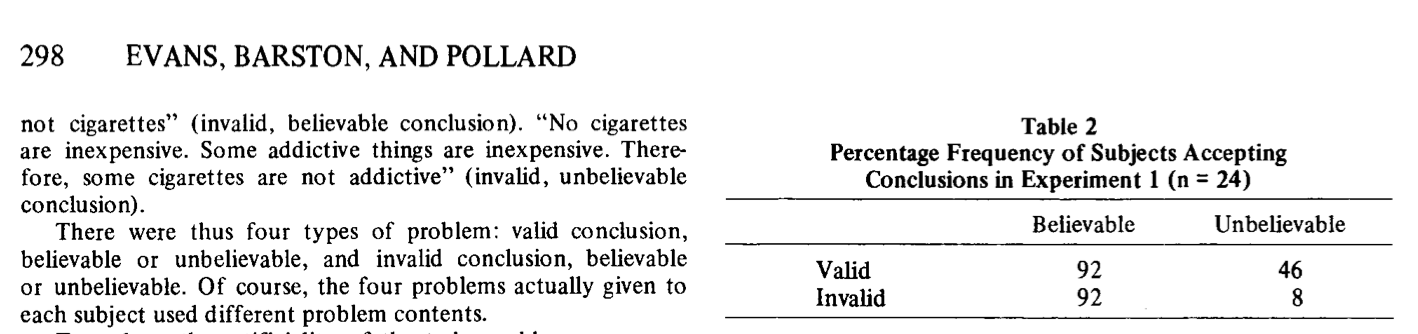 298 EVANS, BARSTON, AND POLLARD
not cigarettes” (invalid, believable conclusion). “No cigarettes
are inexpensive. Some addictive things are inexpensive. There-
fore, some cigarettes are not addictive” (invalid, unbelievable
conclusion).
There were thus four types of problem: valid conclusion,
believable or unbelievable, and invalid conclusion, believable
or unbelievable. Of course, the four problems actually given to
each subject used different problem contents.
Table 2
Percentage Frequency of Subjects Accepting
Conclusions in Experiment 1 (n = 24)
Believable Unbelievable
Valid 92 46
Invalid 92 8